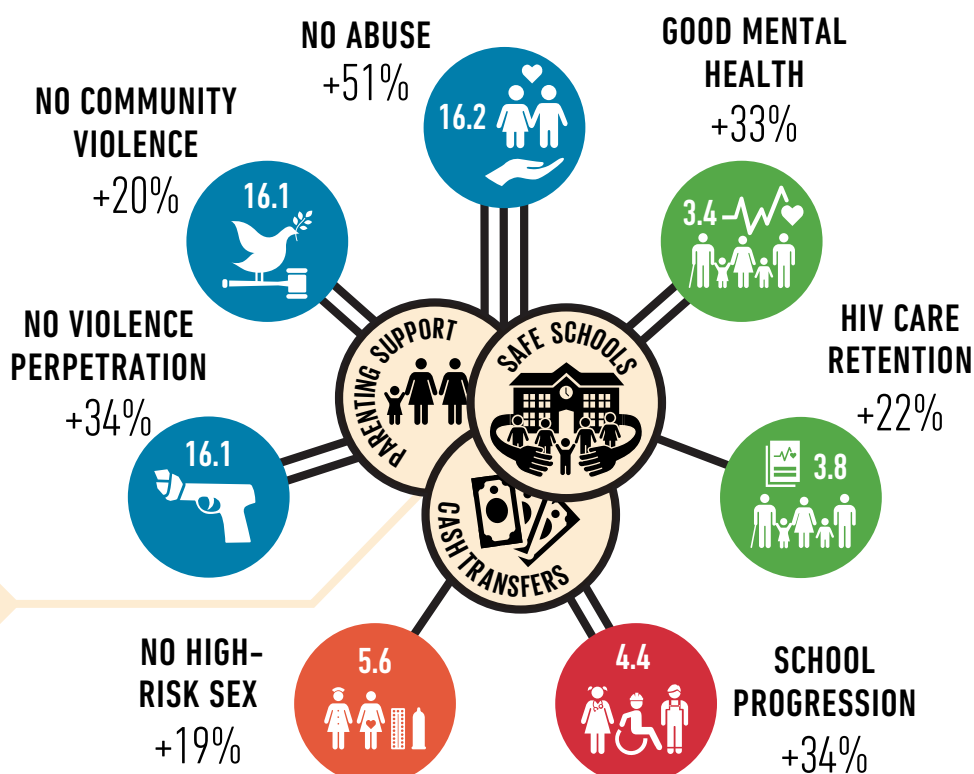 NO ABUSE
+51%
16.2
GOOD MENTAL
HEALTH
+33%
3.4
NO COMMUNITY
VIOLENCE
+20%
16.1
HIV CARE
RETENTION
+22%
3.8
NO VIOLENCE
PERPETRATION
+34%
16.1
PARENTING SUPPORT
SAFE SCHOOLS
CASH TRANSFERS
NO HIGH-
RISK SEX
+19%
5.6
4.4
SCHOOL
PROGRESSION
+34%